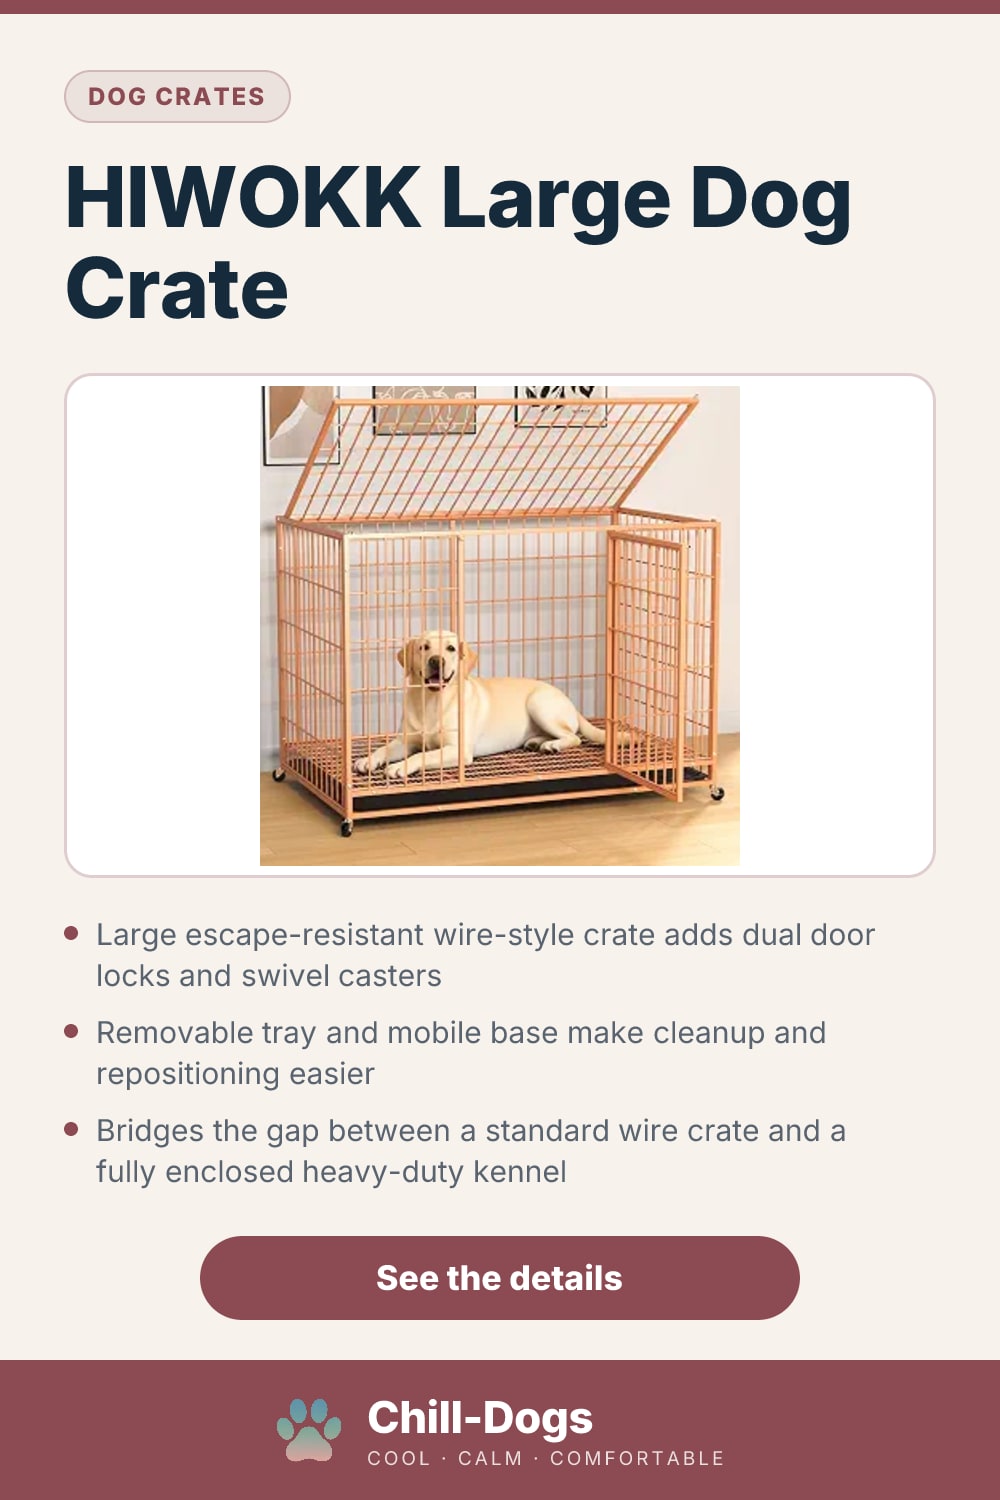 DOG CRATES
HIWOKK Large Dog
Crate
Large escape-resistant wire-style crate adds dual door
locks and swivel casters
Removable tray and mobile base make cleanup and
repositioning easier
Bridges the gap between a standard wire crate and a
fully enclosed heavy-duty kennel
See the details
Chill-Dogs
COOL · CALM · COMFORTABLE